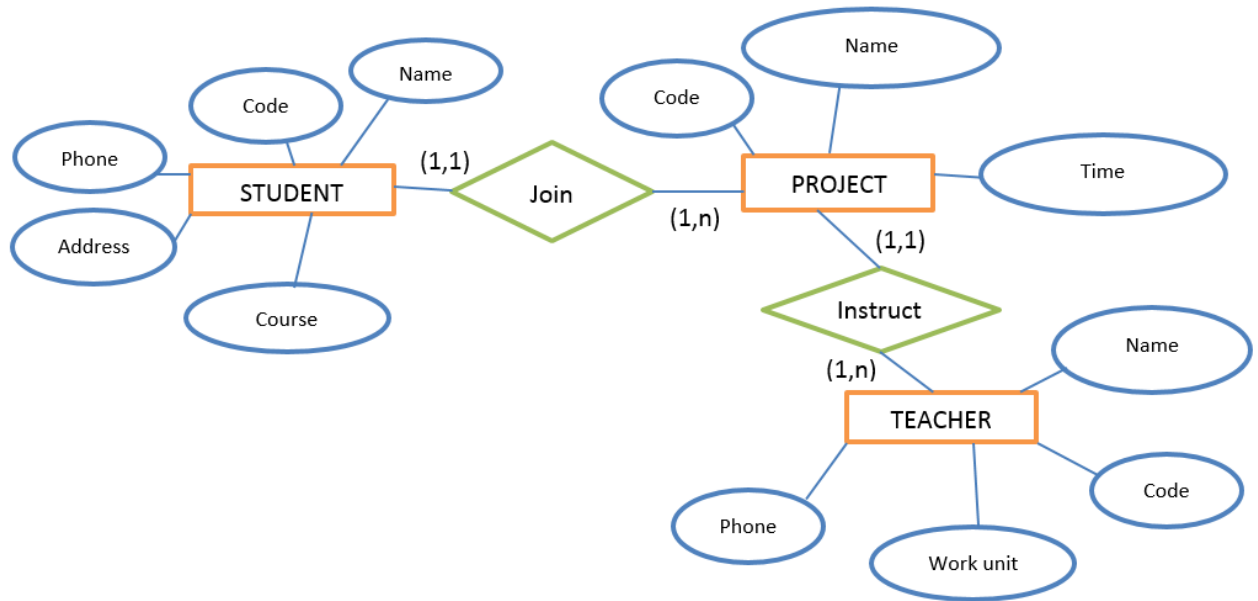 Name
Name
Code
Code
Phone
(1,1)
STUDENT
Join
PROJECT
Time
(1,n)
Address
(1,1)
Course
Instruct
Name
(1,n)
TEACHER
Code
Phone
Work unit